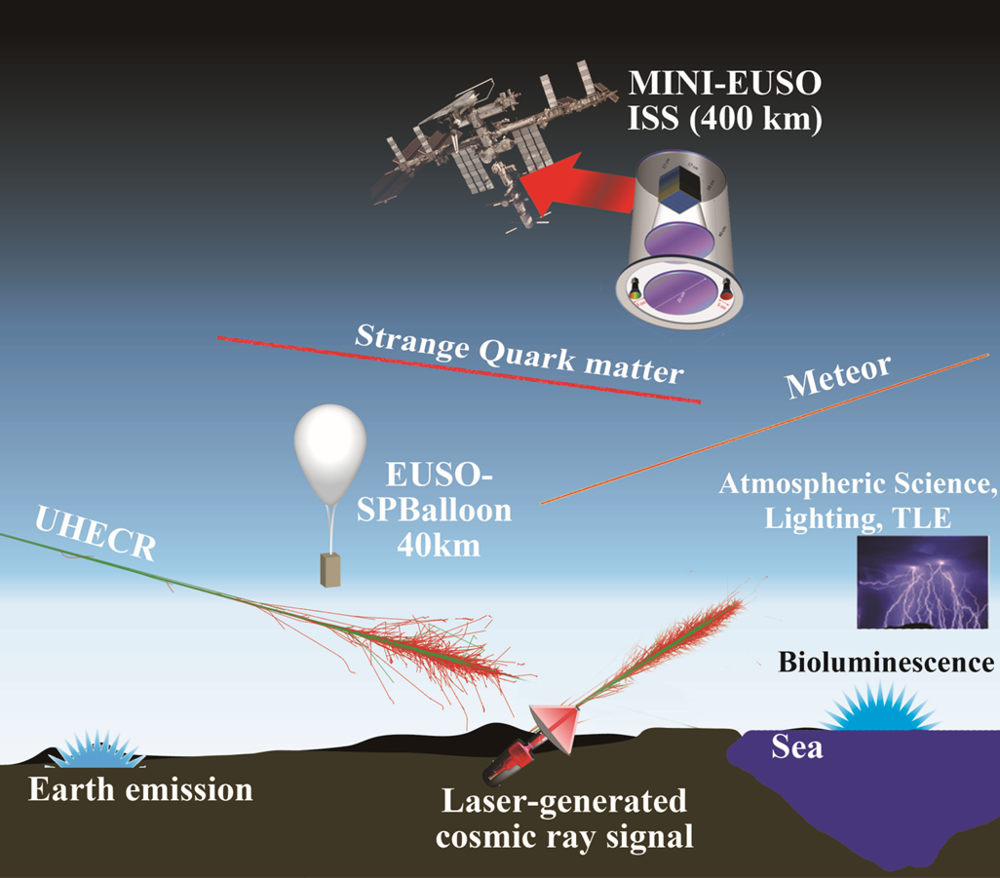 MINI-EUSO
ISS (400 km)
Strange Quark matter
Meteor
EUSO-
SPBalloon
40km
Atmospheric Science,
Lighting, TLE
UHECR
Bioluminescence
Sea
Earth emission
Laser-generated
cosmic ray signal